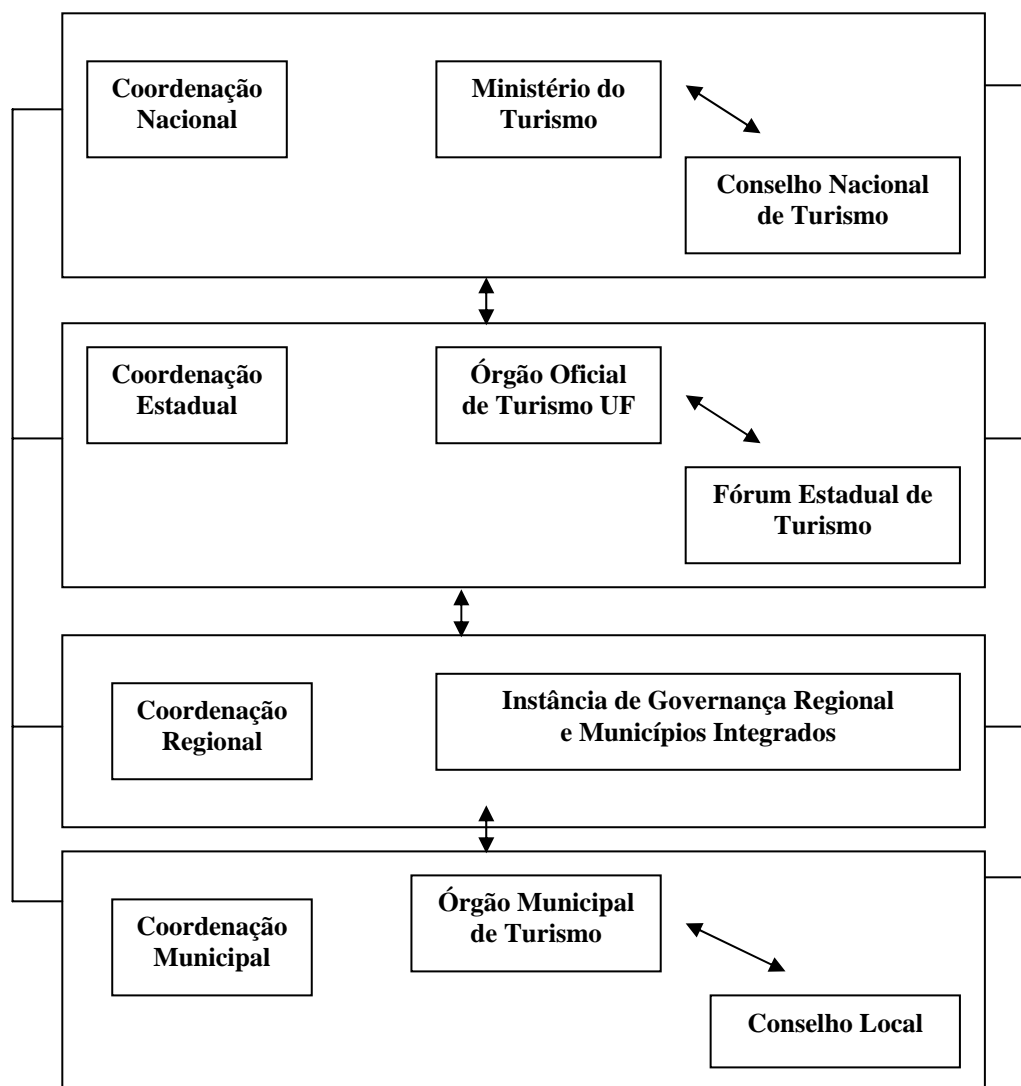 Coordenação
Nacional
Ministério do
Turismo
Conselho Nacional
de Turismo
Coordenação
Estadual
Órgão Oficial
de Turismo UF
Fórum Estadual de
Turismo
Coordenação
Regional
Instância de Governança Regional
e Municípios Integrados
Coordenação
Municipal
Órgão Municipal
de Turismo
Conselho Local